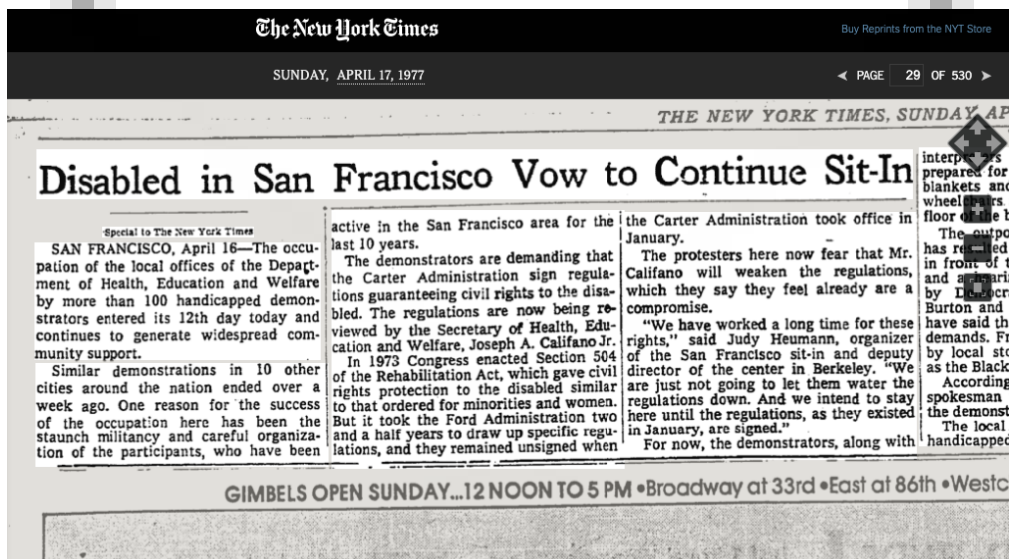 The New York Times
Buy Reprints from the NYT Store
SUNDAY, APRIL 17, 1977
PAGE 29 OF 530
THE NEW YORK TIMES, SUNDAY, AP
Disabled in San Francisco Vow to Continue Sit-In
Special to The New York Times
SAN FRANCISCO, April 16—The occu-
pation of the local offices of the Depart-
ment of Health, Education and Welfare
by more than 100 handicapped demon-
strators entered its 12th day today and
continues to generate widespread com-
munity support.
Similar demonstrations in 10 other
cities around the nation ended over a
week ago. One reason for the success
of the occupation here has been the
staunch militancy and careful organiza-
tion of the participants, who have been
active in the San Francisco area for the
last 10 years.
The demonstrators are demanding that
the Carter Administration sign regula-
tions guaranteeing civil rights to the disa-
bled. The regulations are now being re-
viewed by the Secretary of Health, Edu-
cation and Welfare, Joseph A. Califano Jr.
In 1973 Congress enacted Section 504
of the Rehabilitation Act, which gave civil
rights protection to the disabled similar
to that ordered for minorities and women.
But it took the Ford Administration two
and a half years to draw up specific regu-
lations, and they remained unsigned when
the Carter Administration took office in
January.
The protesters here now fear that Mr.
Califano will weaken the regulations,
which they say they feel already are a
compromise.
“We have worked a long time for these
rights,” said Judy Heumann, organizer
of the San Francisco sit-in and deputy
director of the center in Berkeley. “We
are just not going to let them water the
regulations down. And we intend to stay
here until the regulations, as they existed
in January, are signed.”
For now, the demonstrators, along with
prepared for
blankets and
wheelchairs
floor of the b
The outpo
has resulted
in front of t
by
Burton and
have said th
demands. Fr
by local sto
as the Black
According
spokesman
the demonst
The local
handicapped
GIMBELS OPEN SUNDAY...12 NOON TO 5 PM •Broadway at 33rd •East at 86th •Westc